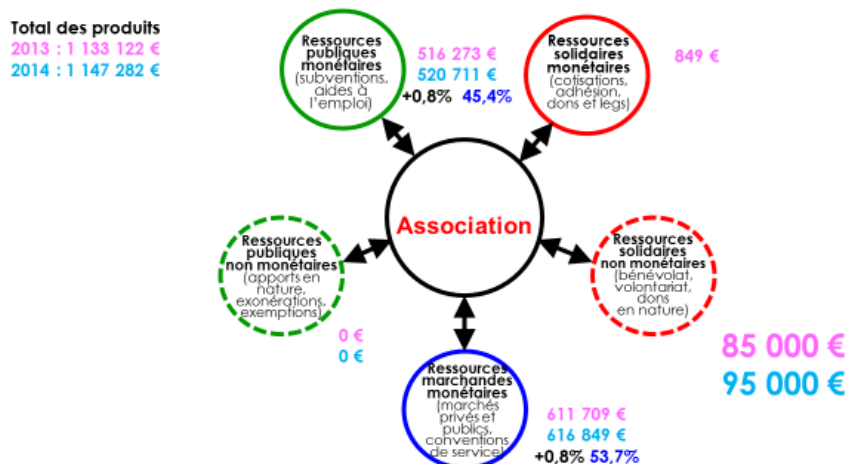 Total des produits
2013 : 1 133 122 €
2014 : 1 147 282 €
Ressources
publiques
monétaires
(subventions,
aides à
l'emploi)
516 273 €
520 711 €
+0,8% 45,4%
Ressources
solidaires
monétaires
(cotisations,
adhésion,
dons et legs)
849 €
Association
Ressources
publiques
non monétaires
(apports en
nature,
exonérations,
exemptions)
0 €
0 €
Ressources
solidaires
non monétaires
(bénévolat,
volontariat,
dons
en nature)
85 000 €
95 000 €
Ressources
marchandes
monétaires
(marchés
privés et
publics,
conventions
de service)
611 709 €
616 849 €
+0,8% 53,7%